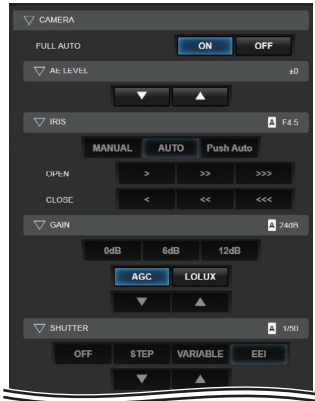 ▽ CAMERA
FULL AUTO ON OFF
▽ AE LEVEL ±0
▼ ▲
▽ IRIS A F4.5
MANUAL AUTO Push Auto
OPEN > >> >>>
CLOSE < << <<<
▽ GAIN A 24dB
0dB 6dB 12dB
AGC LOLUX
▼ ▲
▽ SHUTTER A 1/50
OFF STEP VARIABLE EEI
▼ ▲